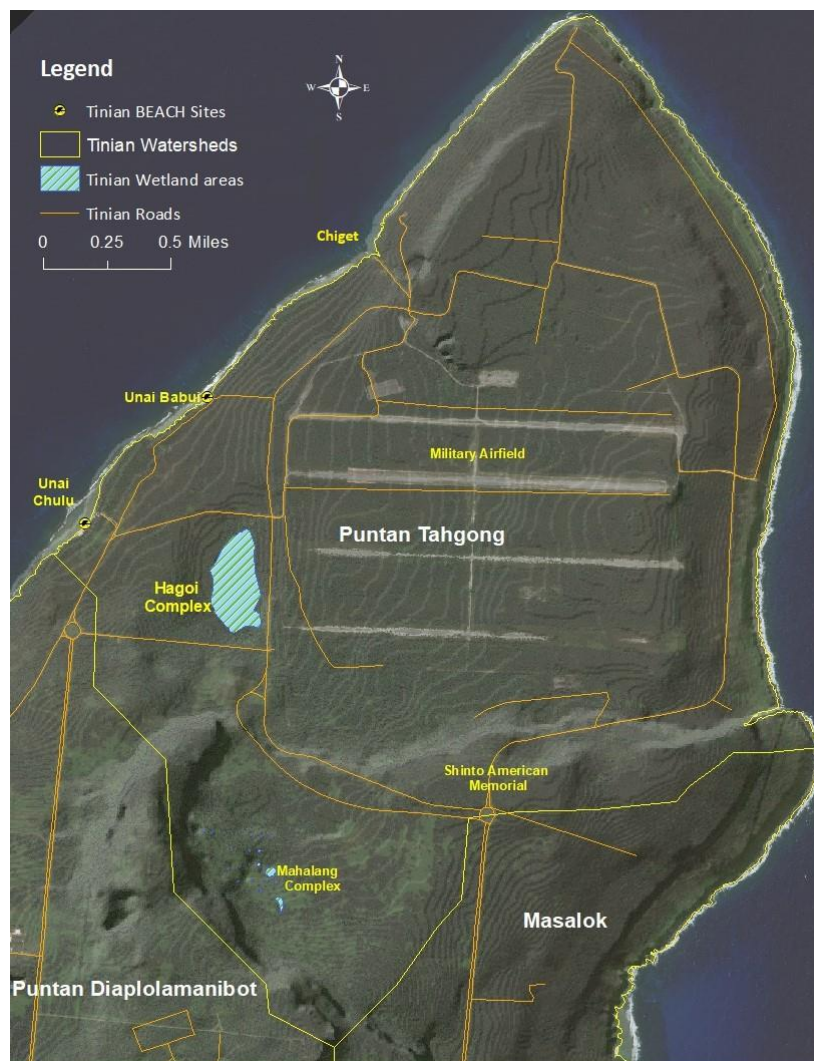 Legend
N
W E
S
Tinian BEACH Sites
Tinian Watersheds
Tinian Wetland areas
Tinian Roads
0 0.25 0.5 Miles
Chiget
Unai Babui
Military Airfield
Unai
Chulu
Puntan Tahgong
Hagoi
Complex
Shinto American
Memorial
Mahalang
Complex
Masalok
Puntan Diaplolamanibot